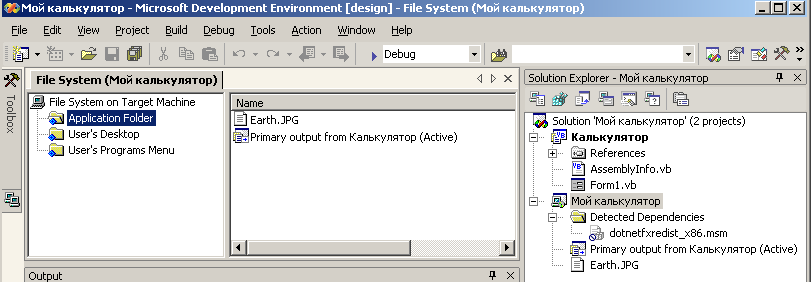 Мой калькулятор - Microsoft Development Environment [design] - File System (Мой калькулятор)
File Edit View Project Build Debug Tools Action Window Help
Debug
Toolbox
File System (Мой калькулятор)
File System on Target Machine
Application Folder
User's Desktop
User's Programs Menu
Name
Earth.JPG
Primary output from Калькулятор (Active)
Output
Solution Explorer - Мой калькулятор
Solution 'Мой калькулятор' (2 projects)
Калькулятор
References
AssemblyInfo.vb
Form1.vb
Мой калькулятор
Detected Dependencies
dotnetfxredist_x86.msm
Primary output from Калькулятор (Active)
Earth.JPG